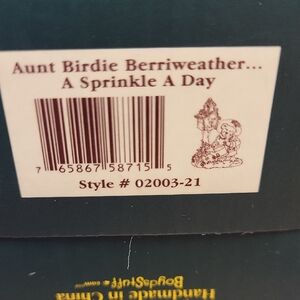 Aunt Birdie Berriweather...
A Sprinkle A Day
7 65867 58715 5
Style # 02003-21
Handmade in China
BoydsStuff.com